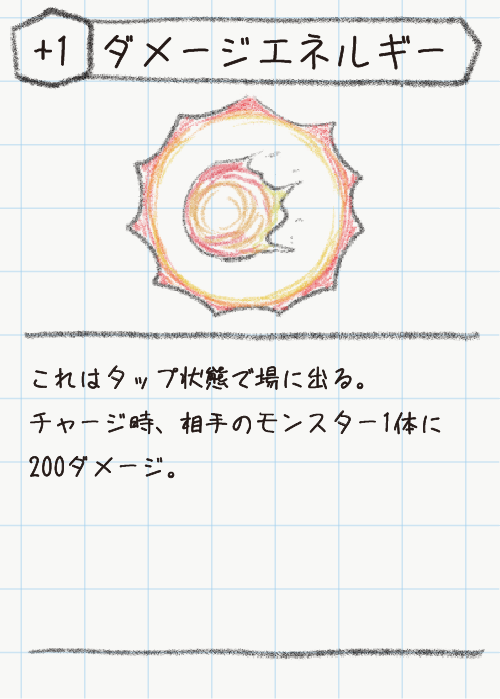 +1 ダメージエネルギー
これはタップ状態で場に出る。
チャージ時、相手のモンスター1体に
200ダメージ。